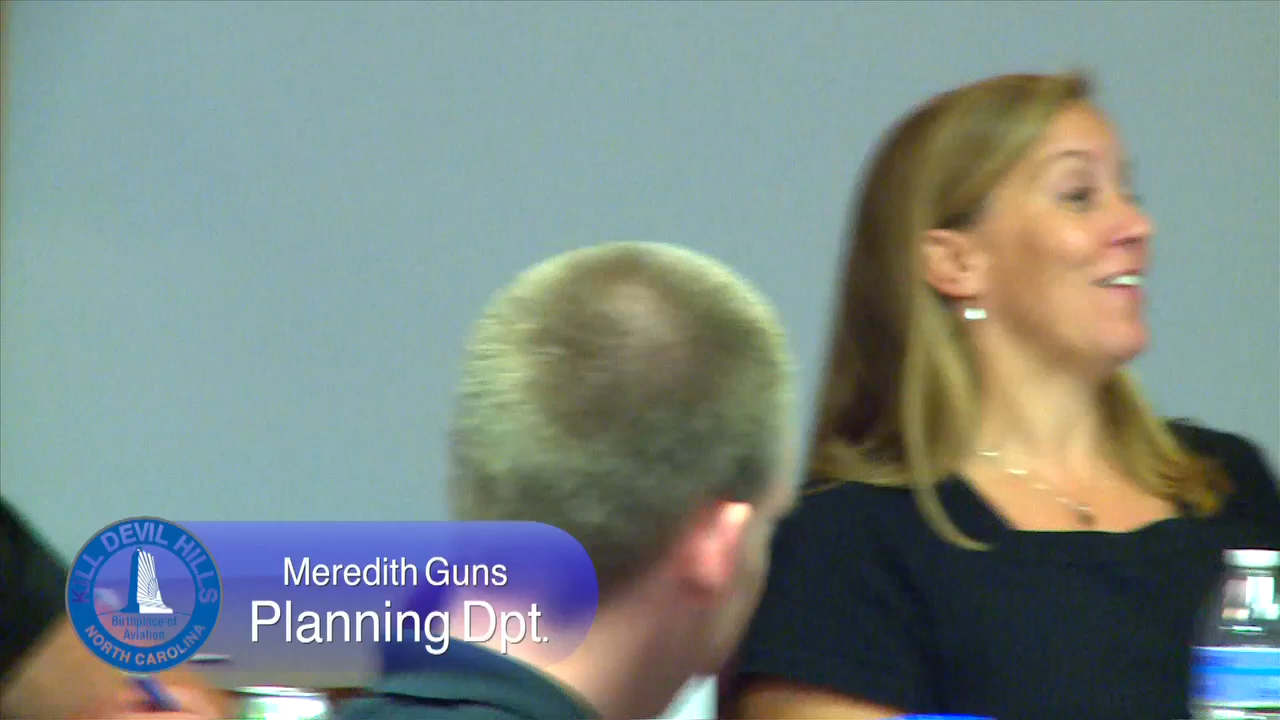 KILL DEVIL HILLS
Birthplace of
Aviation
NORTH CAROLINA
Meredith Guns
Planning Dpt.